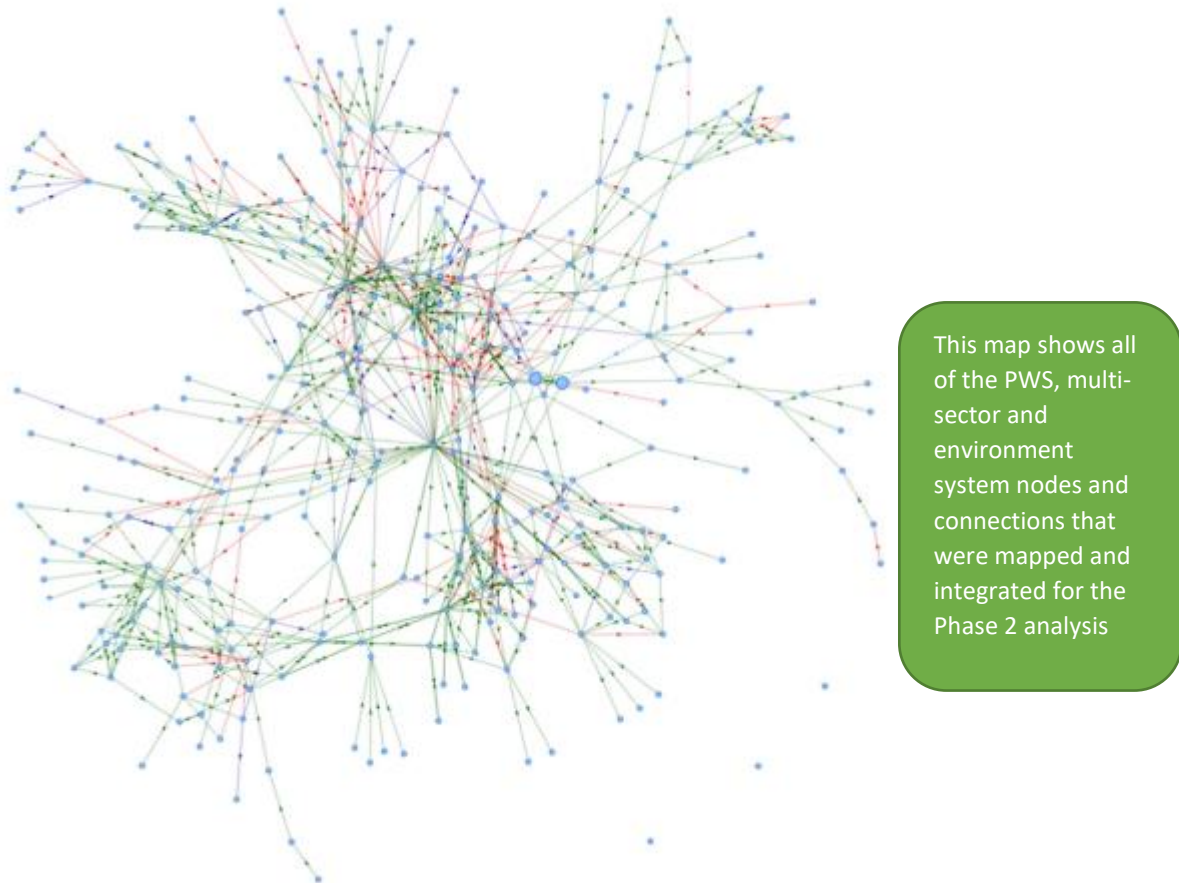 This map shows all
of the PWS, multi-
sector and
environment
system nodes and
connections that
were mapped and
integrated for the
Phase 2 analysis